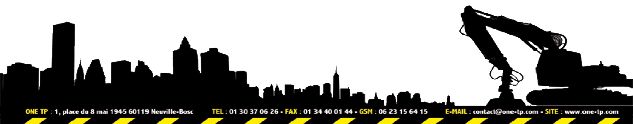 ONE TP : 1, place du 8 mai 1945 60119 Neuville-Bosc TEL : 01 30 37 06 26 - FAX : 01 34 40 01 44 - GSM : 06 23 15 64 15 E-MAIL : contact@one-tp.com - SITE : www.one-tp.com